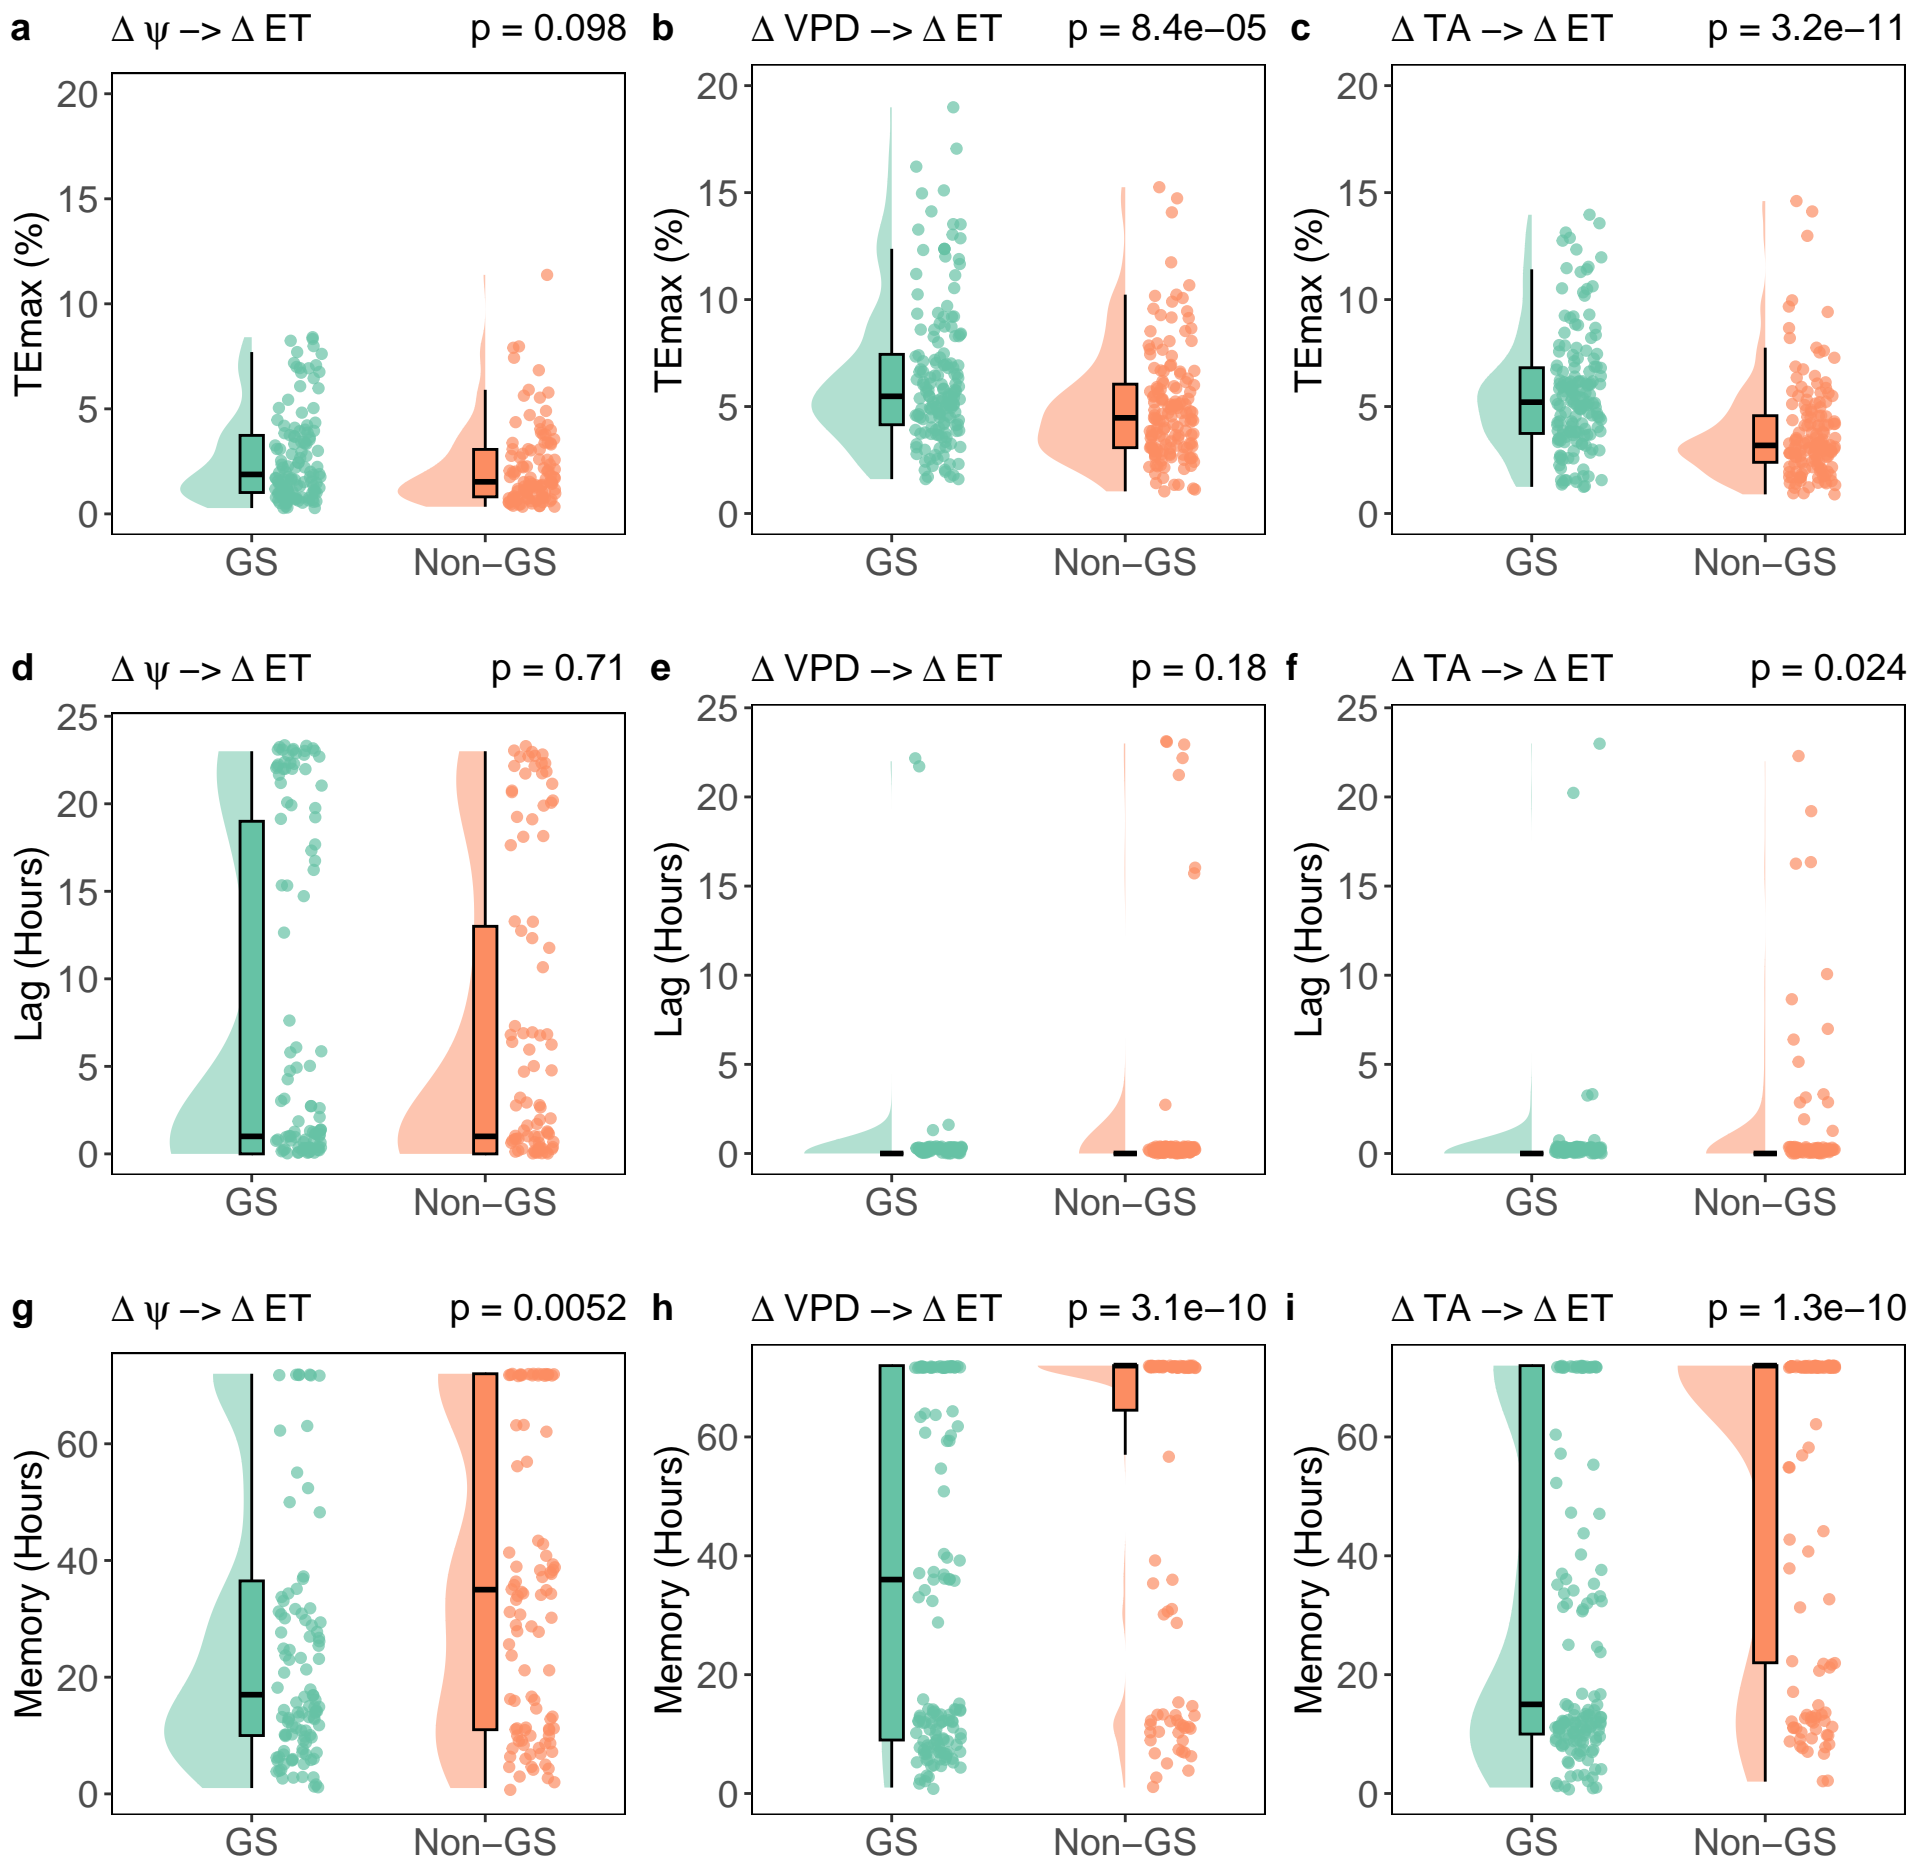 a Δ ψ −> Δ ET p = 0.098 b Δ VPD −> Δ ET p = 8.4e−05 c Δ TA −> Δ ET p = 3.2e−11
TEmax (%)
20
15
10
5
0
GS Non−GS
TEmax (%)
20
15
10
5
0
GS Non−GS
TEmax (%)
20
15
10
5
0
GS Non−GS
d Δ ψ −> Δ ET p = 0.71 e Δ VPD −> Δ ET p = 0.18 f Δ TA −> Δ ET p = 0.024
Lag (Hours)
25
20
15
10
5
0
GS Non−GS
Lag (Hours)
25
20
15
10
5
0
GS Non−GS
Lag (Hours)
25
20
15
10
5
0
GS Non−GS
g Δ ψ −> Δ ET p = 0.0052 h Δ VPD −> Δ ET p = 3.1e−10 i Δ TA −> Δ ET p = 1.3e−10
Memory (Hours)
60
40
20
0
GS Non−GS
Memory (Hours)
60
40
20
0
GS Non−GS
Memory (Hours)
60
40
20
0
GS Non−GS